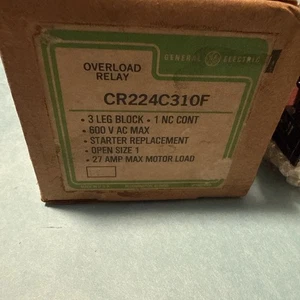 OVERLOAD
RELAY
GENERAL ELECTRIC
CR224C310F
• 3 LEG BLOCK • 1 NC CONT
• 600 V AC MAX
• STARTER REPLACEMENT
• OPEN SIZE 1
• 27 AMP MAX MOTOR LOAD